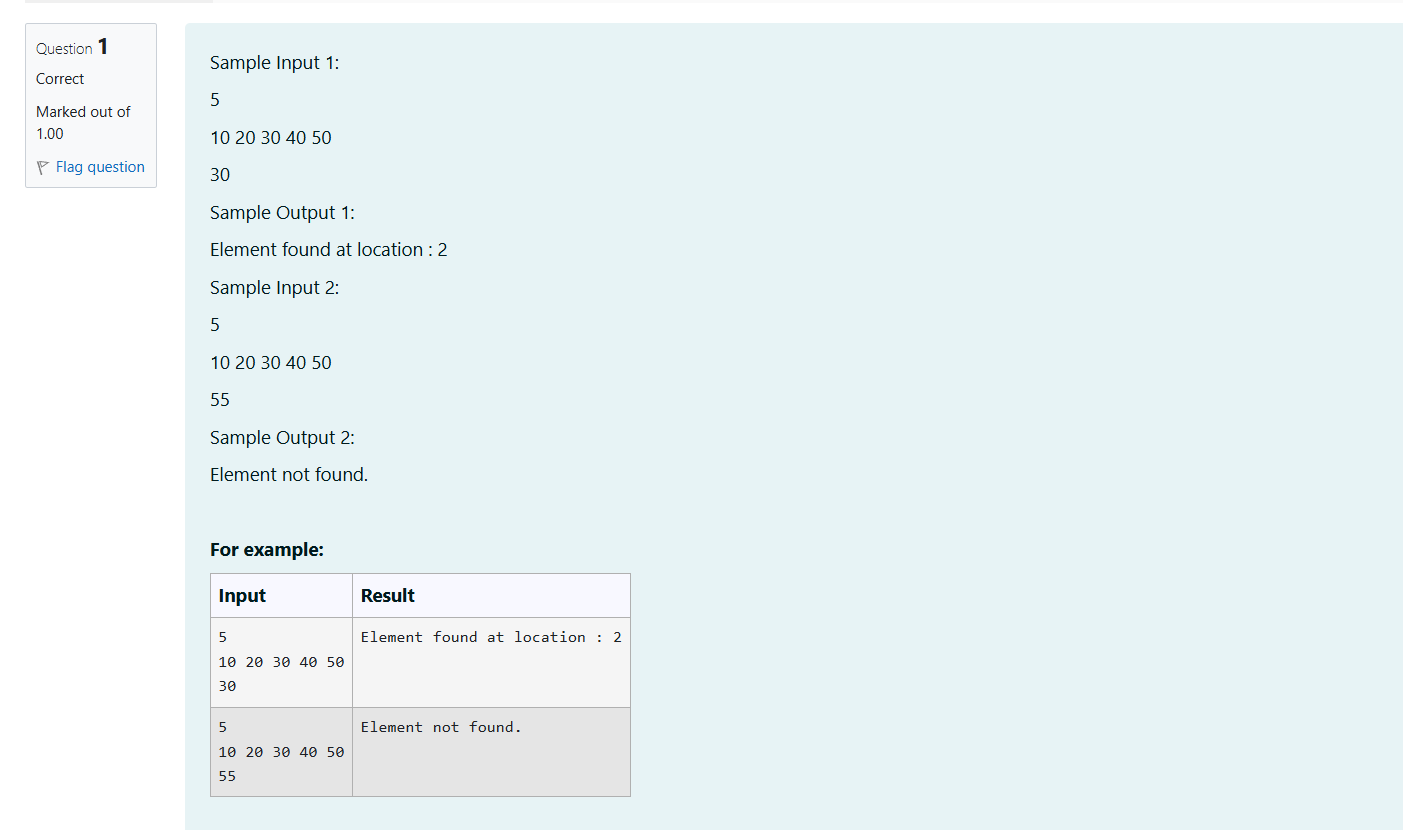 Question 1
Correct
Marked out of
1.00
Flag question
Sample Input 1:
5
10 20 30 40 50
30
Sample Output 1:
Element found at location : 2
Sample Input 2:
5
10 20 30 40 50
55
Sample Output 2:
Element not found.
For example:
Input Result
5 Element found at location : 2
10 20 30 40 50
30
5 Element not found.
10 20 30 40 50
55